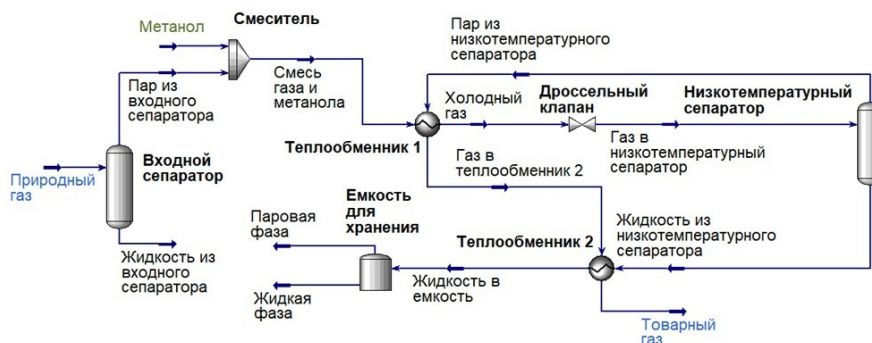 Метанол
Смеситель
Пар из
входного
сепаратора
Смесь
газа и
метанола
Природный
газ
Входной
сепаратор
Жидкость из
входного
сепаратора
Пар из
низкотемпературного
сепаратора
Холодный
газ
Дроссельный
клапан
Низкотемпературный
сепаратор
Теплообменник 1
Газ в
теплообменник 2
Газ в
низкотемпературный
сепаратор
Емкость
для
хранения
Паровая
фаза
Жидкая
фаза
Жидкость в
емкость
Теплообменник 2
Жидкость из
низкотемпературного
сепаратора
Товарный
газ